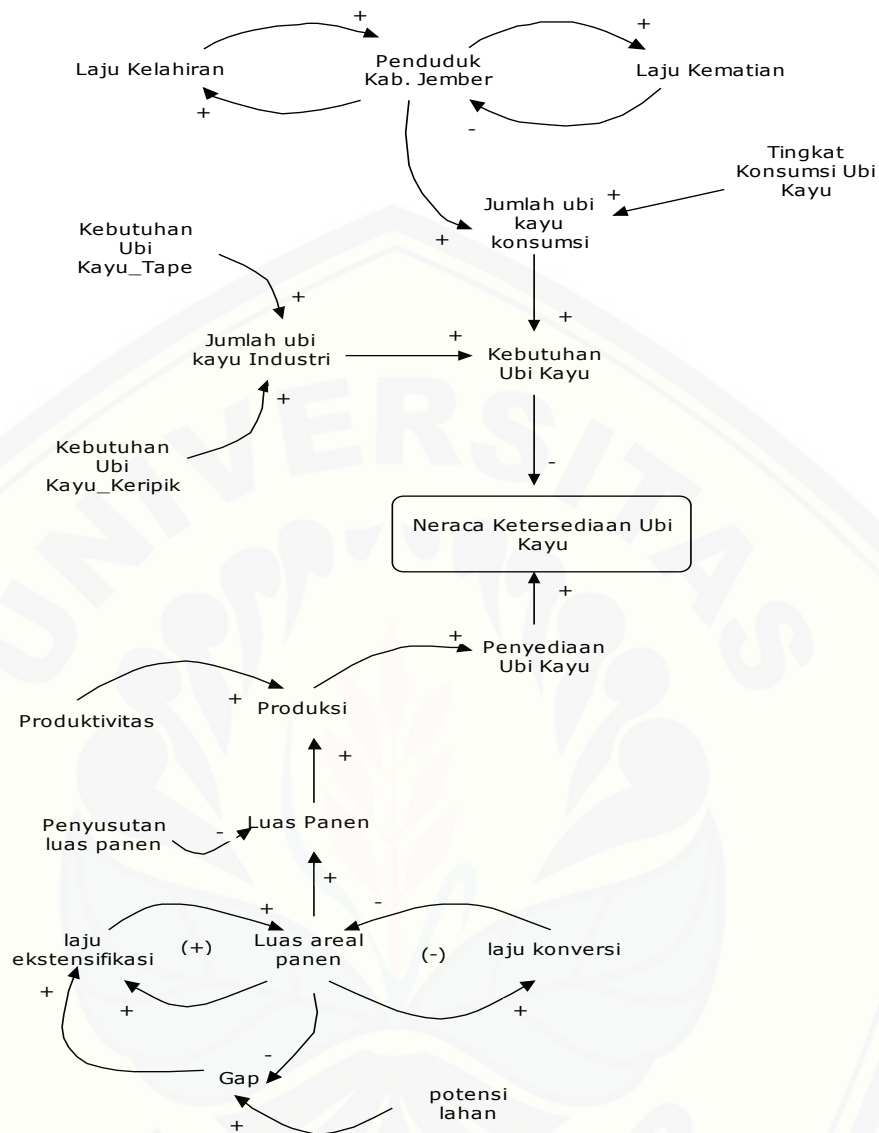 +
+
Laju Kelahiran
Penduduk
Kab. Jember
Laju Kematian
+
-
Tingkat
Konsumsi Ubi
Kayu
+
Jumlah ubi
kayu
konsumsi
+
Kebutuhan
Ubi
Kayu_Tape
+
+
Jumlah ubi
kayu Industri
+
Kebutuhan
Ubi Kayu
+
Kebutuhan
Ubi
Kayu_Keripik
-
Neraca Ketersediaan Ubi
Kayu
+
+
Penyediaan
Ubi Kayu
+
Produktivitas
Produksi
+
Penyusutan
luas panen
-
Luas Panen
+
+
-
laju
ekstensifikasi
(+)
Luas areal
panen
(-)
laju konversi
+
+
+
-
Gap
potensi
lahan
+
UNIVERSITAS